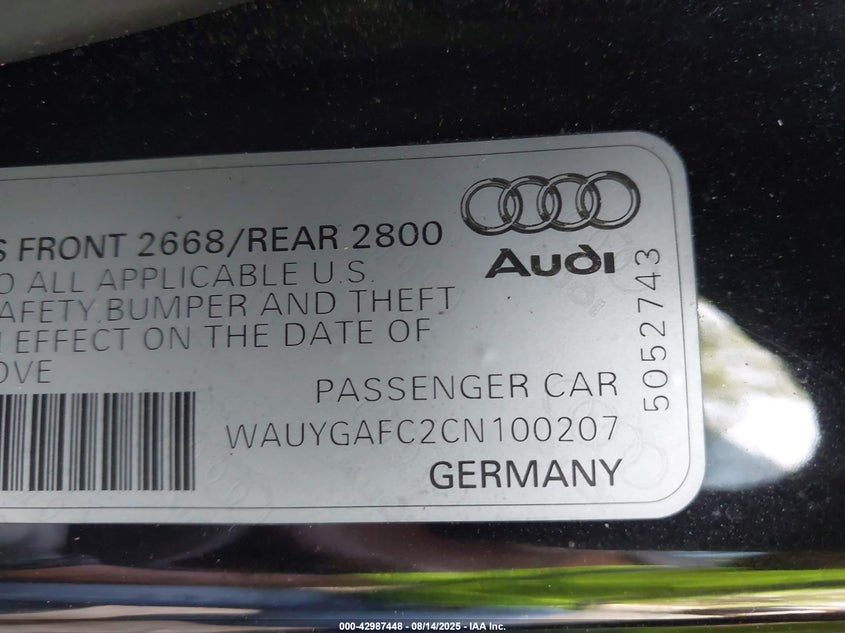 S FRONT 2668/REAR 2800
O ALL APPLICABLE U.S.
AFETY,BUMPER AND THEFT
N EFFECT ON THE DATE OF
OVE
Audi
5052743
PASSENGER CAR
WAUYGAFC2CN100207
GERMANY
000-42987448 - 08/14/2025 - IAA Inc.